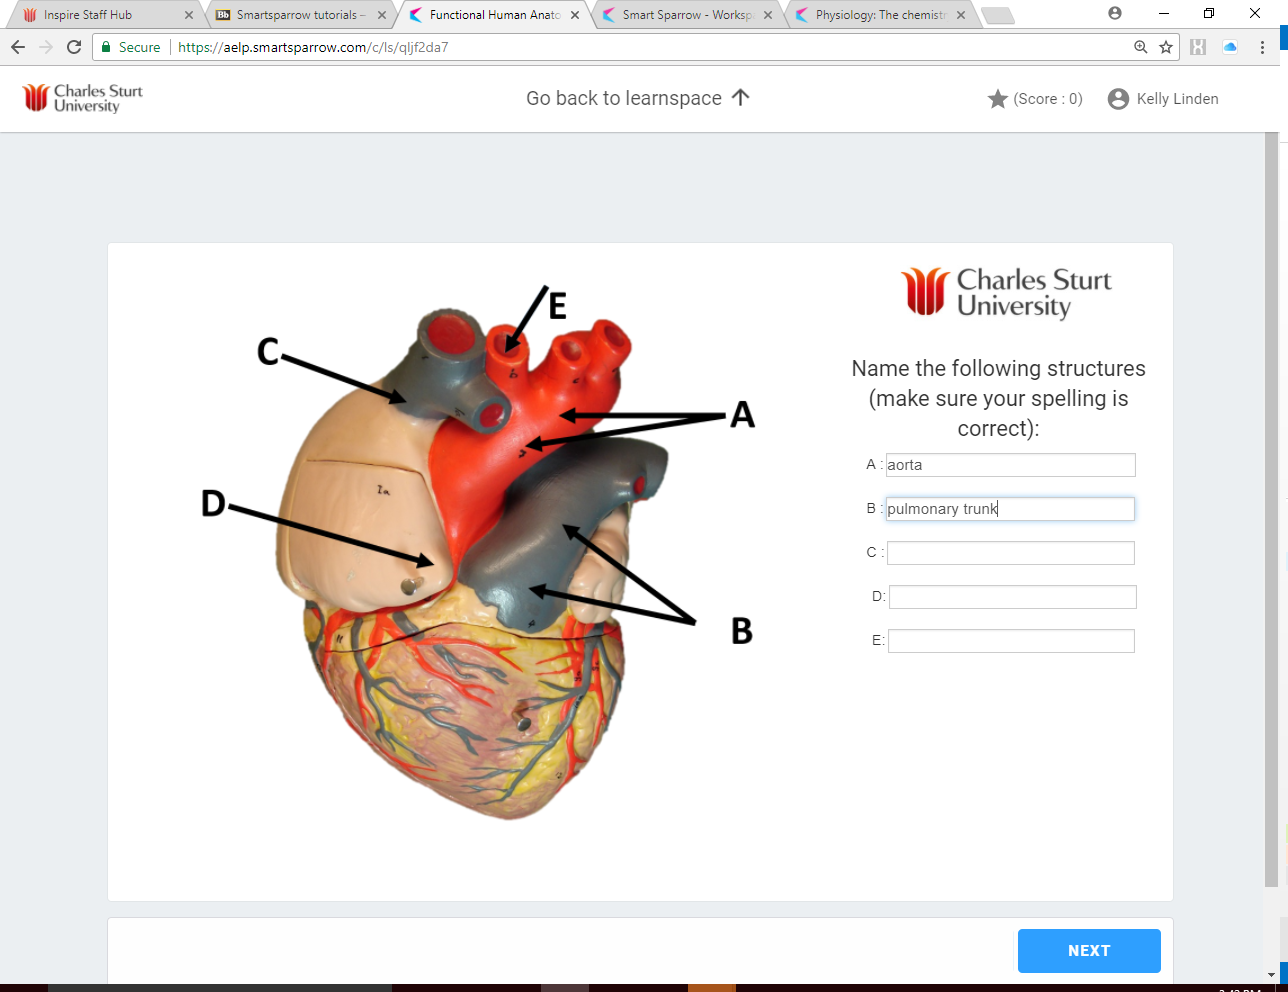 Inspire Staff Hub
Bb Smartsparrow tutorials –
Functional Human Anato
Smart Sparrow - Worksp
Physiology: The chemistr
Secure https://aelp.smartsparrow.com/c/ls/qljf2da7
Charles Sturt
University
Go back to learnspace
(Score : 0)
Kelly Linden
E
C
A
D
B
Charles Sturt
University
Name the following structures
(make sure your spelling is
correct):
A : aorta
B : pulmonary trunk
C :
D:
E:
NEXT